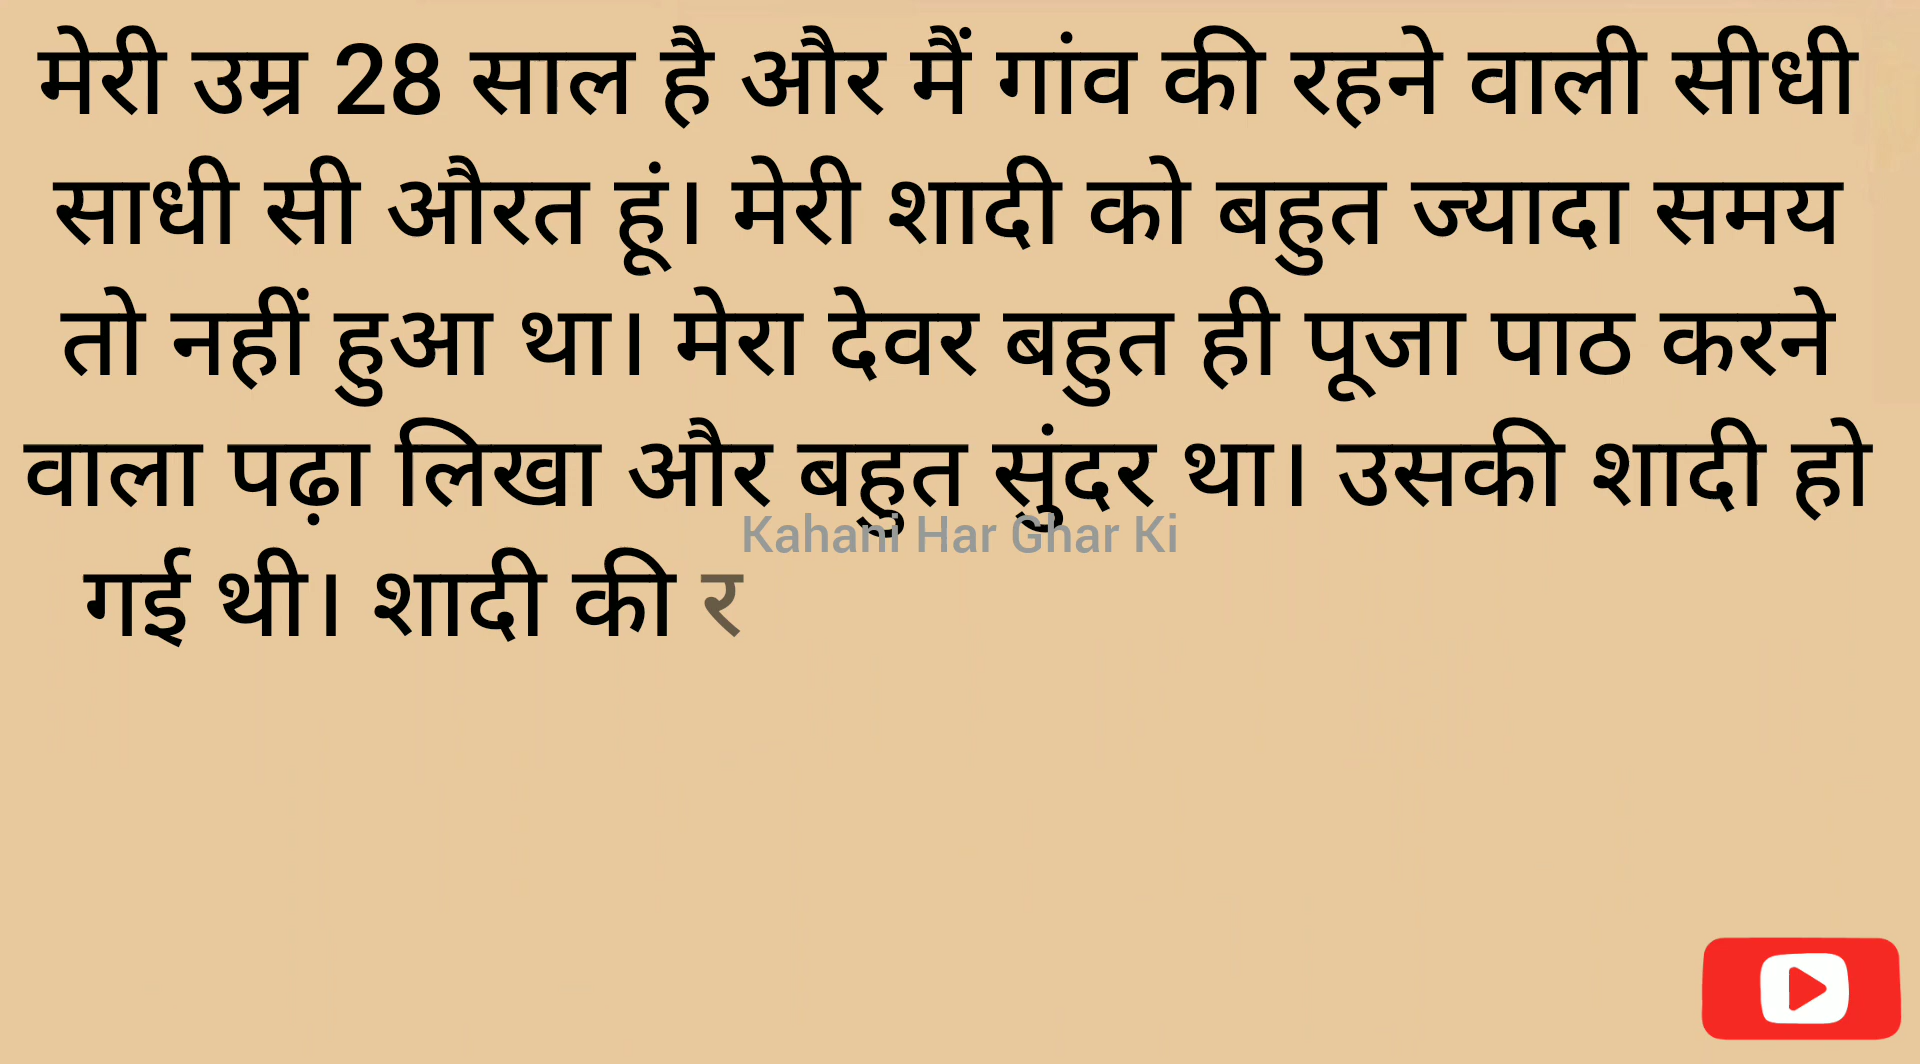 मेरी उम्र 28 साल है और मैं गांव की रहने वाली सीधी
साधी सी औरत हूं। मेरी शादी को बहुत ज्यादा समय
तो नहीं हुआ था। मेरा देवर बहुत ही पूजा पाठ करने
वाला पढ़ा लिखा और बहुत सुंदर था। उसकी शादी हो
Kahani Har Ghar Ki
गई थी। शादी की र